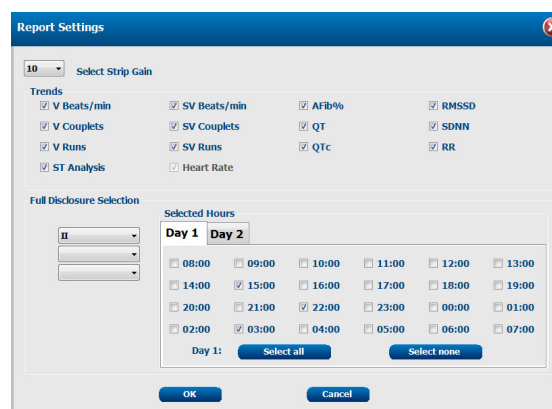 Report Settings
10 Select Strip Gain
Trends
V Beats/min SV Beats/min AFib% RMSSD
V Couplets SV Couplets QT SDNN
V Runs SV Runs QTc RR
ST Analysis Heart Rate
Full Disclosure Selection
Selected Hours
II
Day 1 Day 2
08:00 09:00 10:00 11:00 12:00 13:00
14:00 15:00 16:00 17:00 18:00 19:00
20:00 21:00 22:00 23:00 00:00 01:00
02:00 03:00 04:00 05:00 06:00 07:00
Day 1: Select all Select none
OK Cancel